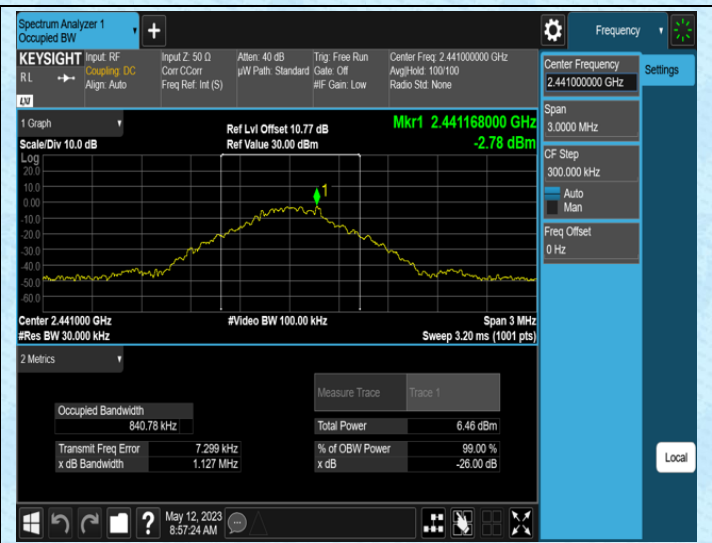 Spectrum Analyzer 1
Occupied BW
Frequency
KEYSIGHT
R L
LXI
Input: RF
Coupling: DC
Align: Auto
Input Z: 50 Ω
Corr CCorr
Freq Ref: Int (S)
Atten: 40 dB
µW Path: Standard
Trig: Free Run
Gate: Off
#IF Gain: Low
Center Freq: 2.441000000 GHz
Avg|Hold: 100/100
Radio Std: None
Center Frequency
2.441000000 GHz
Settings
Span
3.0000 MHz
CF Step
300.000 kHz
Auto
Man
Freq Offset
0 Hz
Local
1 Graph
Scale/Div 10.0 dB
Ref Lvl Offset 10.77 dB
Ref Value 30.00 dBm
Mkr1 2.441168000 GHz
-2.78 dBm
Log
20.0
10.0
0.00
-10.0
-20.0
-30.0
-40.0
-50.0
-60.0
1
Center 2.441000 GHz
#Res BW 30.000 kHz
#Video BW 100.00 kHz
Span 3 MHz
Sweep 3.20 ms (1001 pts)
2 Metrics
Measure Trace
Trace 1
Occupied Bandwidth
840.78 kHz
Total Power
6.46 dBm
Transmit Freq Error
7.299 kHz
% of OBW Power
99.00 %
x dB Bandwidth
1.127 MHz
x dB
-26.00 dB
?
May 12, 2023
8:57:24 AM